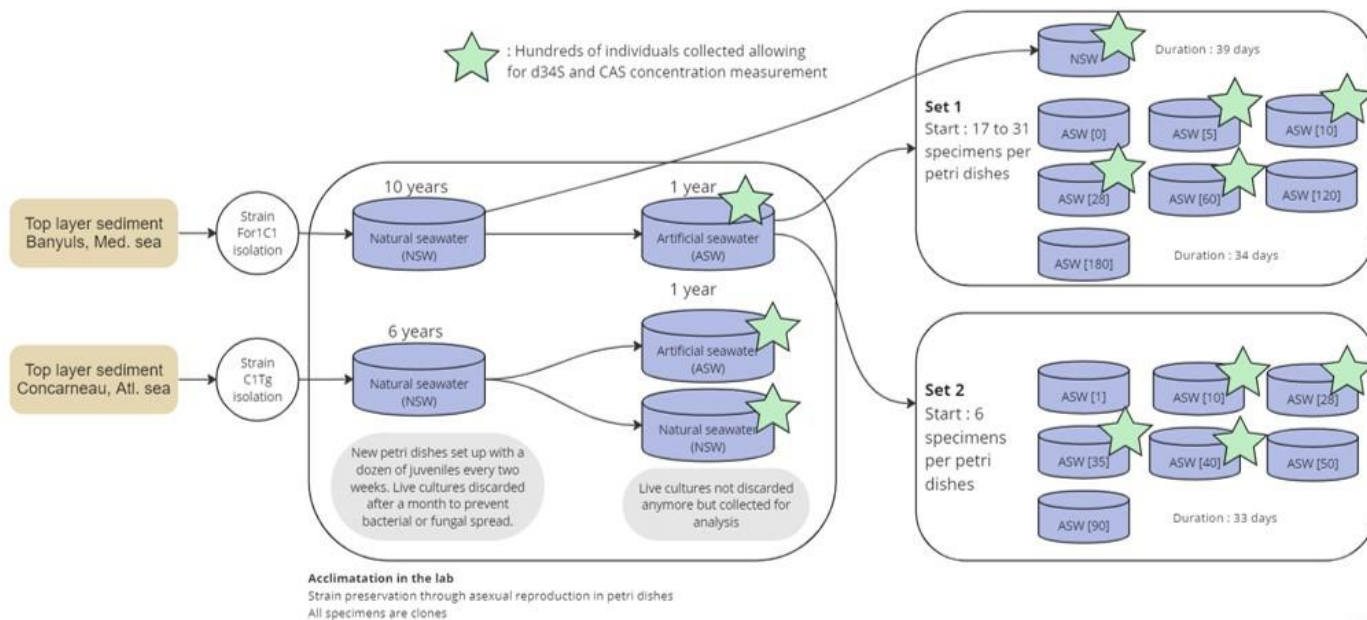 : Hundreds of individuals collected allowing
for d34S and CAS concentration measurement
Top layer sediment
Banyuls, Med. sea
Strain
For1C1
isolation
10 years
Natural seawater
(NSW)
1 year
Artificial seawater
(ASW)
Top layer sediment
Concarneau, Atl. sea
Strain
C1Tg
isolation
6 years
Natural seawater
(NSW)
1 year
Artificial seawater
(ASW)
Natural seawater
(NSW)
New petri dishes set up with a
dozen of juveniles every two
weeks. Live cultures discarded
after a month to prevent
bacterial or fungal spread.
Live cultures not discarded
anymore but collected for
analysis
Acclimatation in the lab
Strain preservation through asexual reproduction in petri dishes
All specimens are clones
NSW
Duration : 39 days
Set 1
Start : 17 to 31
specimens per
petri dishes
ASW [0]
ASW [5]
ASW [10]
ASW [28]
ASW [60]
ASW [120]
ASW [180]
Duration : 34 days
Set 2
Start : 6
specimens
per petri
dishes
ASW [1]
ASW [10]
ASW [28]
ASW [35]
ASW [40]
ASW [50]
ASW [90]
Duration : 33 days